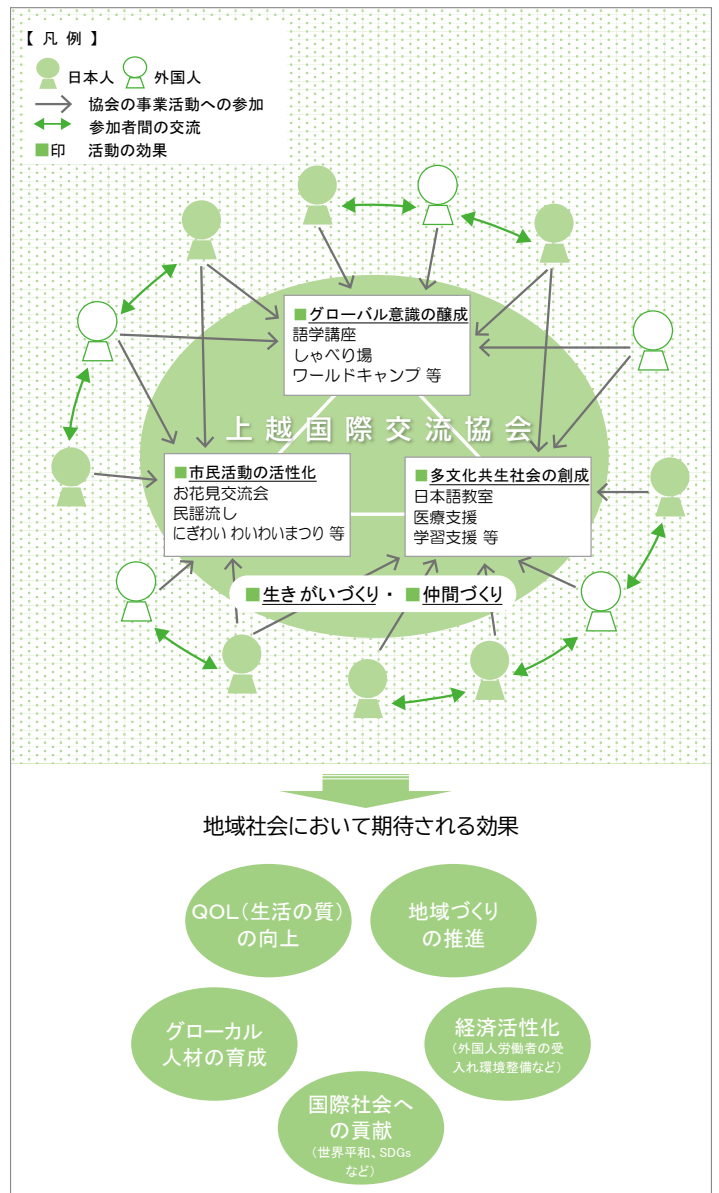 【 凡 例 】
日本人 外国人
協会の事業活動への参加
参加者間の交流
■印 活動の効果
■グローバル意識の醸成
語学講座
しゃべり場
ワールドキャンプ 等
上越国際交流協会
■市民活動の活性化
お花見交流会
民謡流し
にぎわい わいわいまつり 等
■多文化共生社会の創成
日本語教室
医療支援
学習支援 等
■生きがいづくり・ ■仲間づくり
地域社会において期待される効果
QOL（生活の質）
の向上
地域づくり
の推進
グローカル
人材の育成
経済活性化
（外国人労働者の受
入れ環境整備など）
国際社会へ
の貢献
（世界平和、SDGs
など）